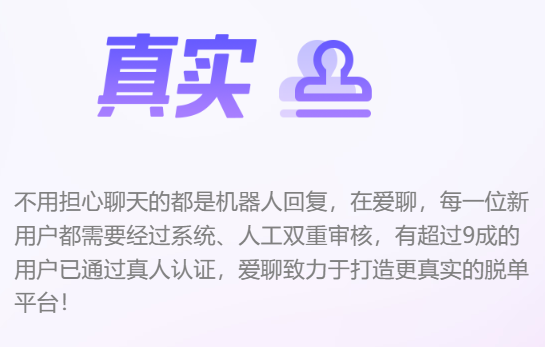 真实
不用担心聊天的都是机器人回复，在爱聊，每一位新
用户都需要经过系统、人工双重审核，有超过9成的
用户已通过真人认证，爱聊致力于打造更真实的脱单
平台！